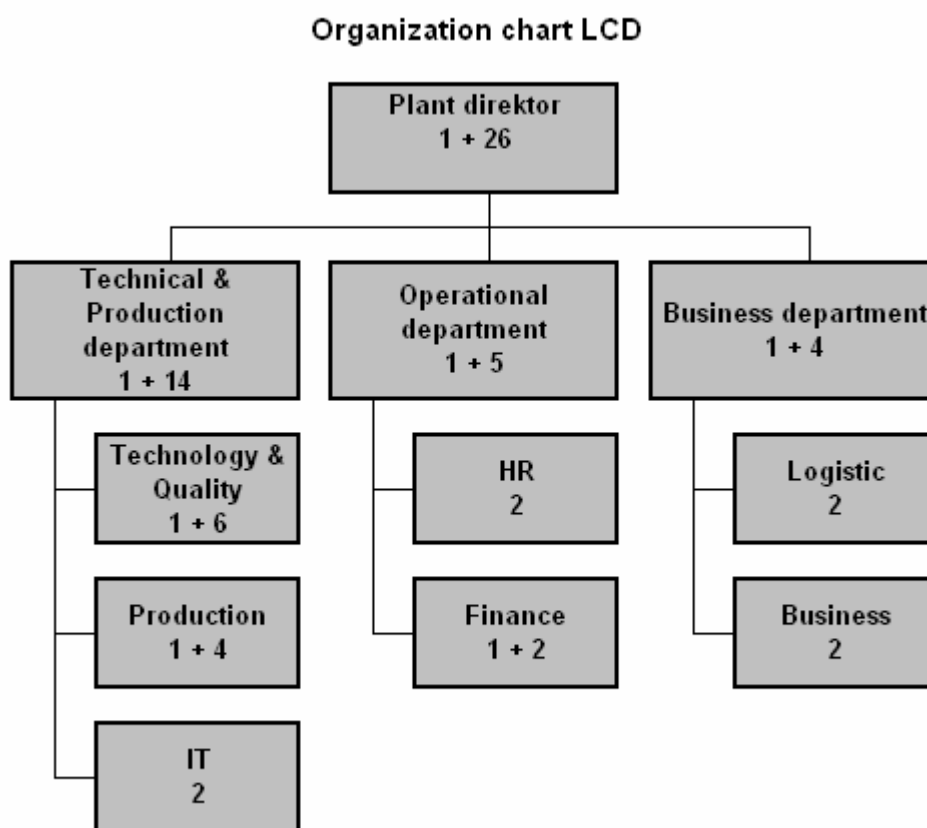 Organization chart LCD
Plant direktor
1 + 26
Technical &
Production
department
1 + 14
Operational
department
1 + 5
Business department
1 + 4
Technology &
Quality
1 + 6
HR
2
Logistic
2
Production
1 + 4
Finance
1 + 2
Business
2
IT
2